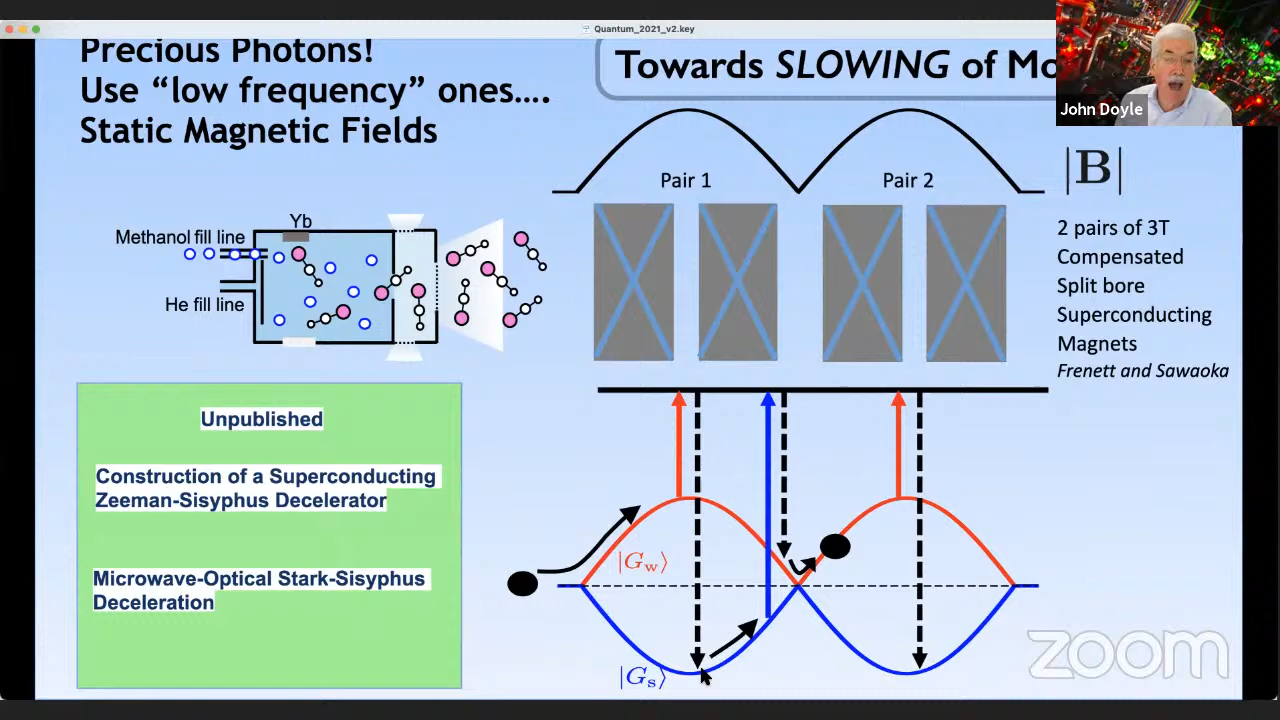 Quantum_2021_v2.key
Precious Photons!
Use “low frequency” ones....
Static Magnetic Fields
Towards SLOWING of Mo
John Doyle
|B|
Pair 1
Pair 2
2 pairs of 3T
Compensated
Split bore
Superconducting
Magnets
Frenett and Sawaoka
Yb
Methanol fill line
He fill line
Unpublished
Construction of a Superconducting
Zeeman-Sisyphus Decelerator
Microwave-Optical Stark-Sisyphus
Deceleration
|Gw⟩
|Gs⟩
zoom